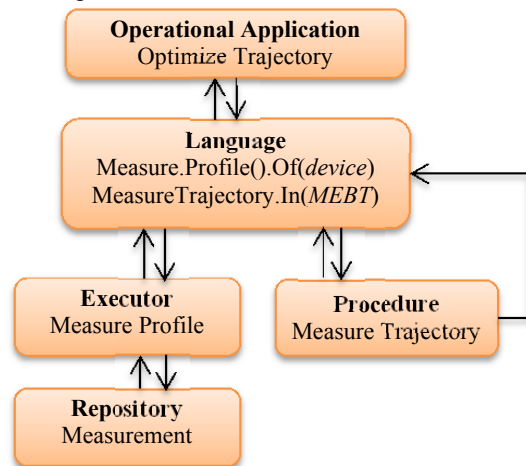 Operational Application
Optimize Trajectory
Language
Measure.Profile().Of(device)
MeasureTrajectory.In(MEBT)
Executor
Measure Profile
Procedure
Measure Trajectory
Repository
Measurement